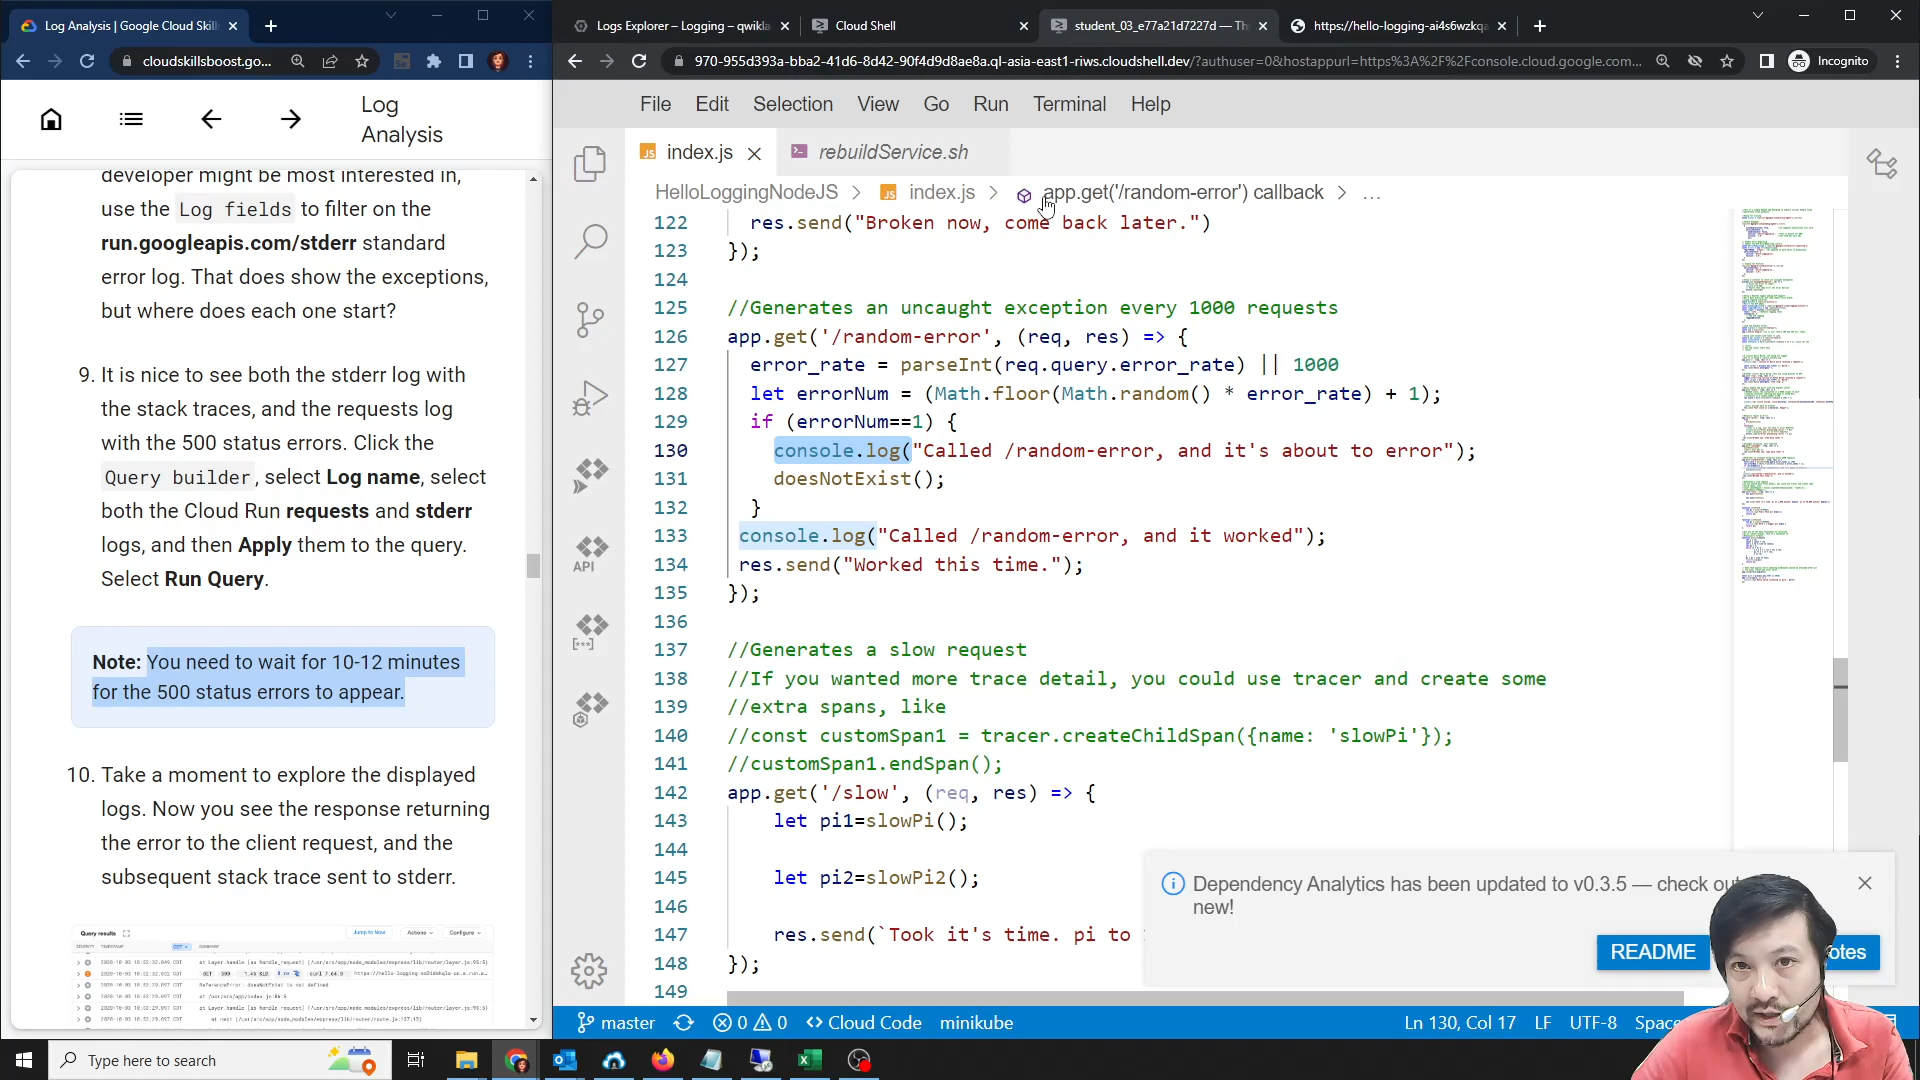 Log Analysis | Google Cloud Skill
cloudskillsboost.go...
Log
Analysis
developer might be most interested in,
use the Log fields to filter on the
run.googleapis.com/stderr standard
error log. That does show the exceptions,
but where does each one start?
9. It is nice to see both the stderr log with
the stack traces, and the requests log
with the 500 status errors. Click the
Query builder, select Log name, select
both the Cloud Run requests and stderr
logs, and then Apply them to the query.
Select Run Query.
Note: You need to wait for 10-12 minutes
for the 500 status errors to appear.
10. Take a moment to explore the displayed
logs. Now you see the response returning
the error to the client request, and the
subsequent stack trace sent to stderr.
Query results
Jump to Now Actions Configure
SEVERITY TIMESTAMP CDT SUMMARY
Logs Explorer – Logging – qwikla
Cloud Shell
student_03_e77a21d7227d — Th
https://hello-logging-ai4s6wzkqa
970-955d393a-bba2-41d6-8d42-90f4d9d8ae8a.ql-asia-east1-riws.cloudshell.dev/?authuser=0&hostappurl=https%3A%2F%2Fconsole.cloud.google.com...
Incognito
File Edit Selection View Go Run Terminal Help
JS index.js
rebuildService.sh
HelloLoggingNodeJS > JS index.js > app.get('/random-error') callback > ...
122 res.send("Broken now, come back later.")
123 });
124
125 //Generates an uncaught exception every 1000 requests
126 app.get('/random-error', (req, res) => {
127 error_rate = parseInt(req.query.error_rate) || 1000
128 let errorNum = (Math.floor(Math.random() * error_rate) + 1);
129 if (errorNum==1) {
130 console.log("Called /random-error, and it's about to error");
131 doesNotExist();
132 }
133 console.log("Called /random-error, and it worked");
134 res.send("Worked this time.");
135 });
136
137 //Generates a slow request
138 //If you wanted more trace detail, you could use tracer and create some
139 //extra spans, like
140 //const customSpan1 = tracer.createChildSpan({name: 'slowPi'});
141 //customSpan1.endSpan();
142 app.get('/slow', (req, res) => {
143 let pi1=slowPi();
144
145 let pi2=slowPi2();
146
147 res.send(`Took it's time. pi to
148 });
149
API
Dependency Analytics has been updated to v0.3.5 — check ou
new!
README
otes
master 0 0 Cloud Code minikube
Ln 130, Col 17 LF UTF-8 Space
Type here to search